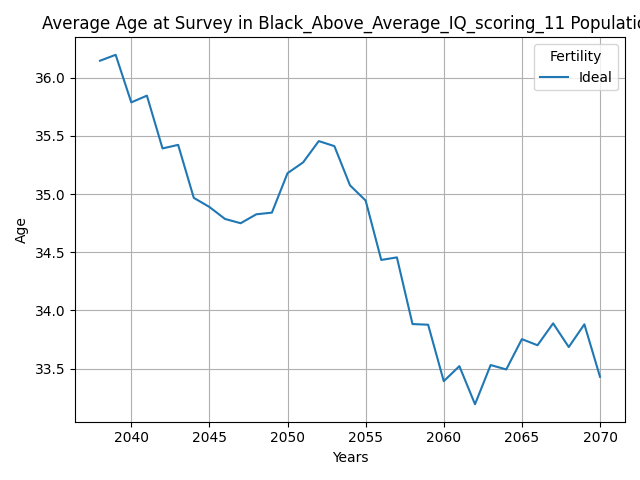 Average Age at Survey in Black_Above_Average_IQ_scoring_11 Populatio
Fertility
Ideal
Age
36.0
35.5
35.0
34.5
34.0
33.5
2040 2045 2050 2055 2060 2065 2070
Years